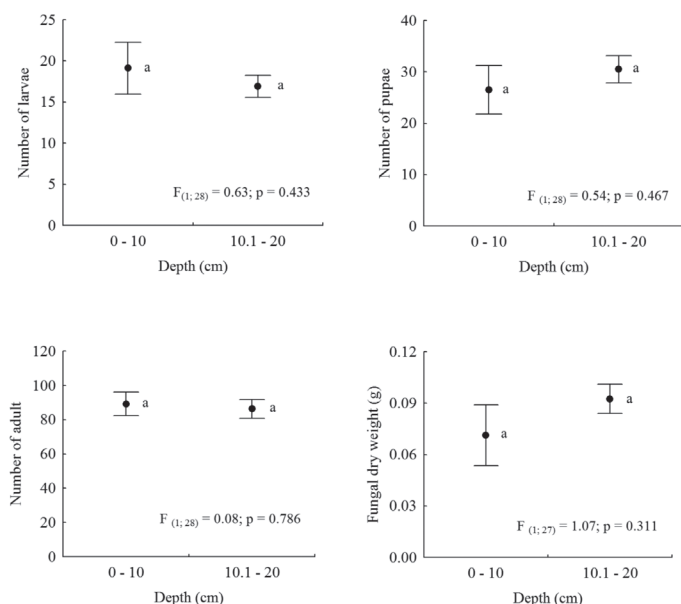 Number of larvae
25
20
15
10
5
0
a
a
F (1; 28) = 0.63; p = 0.433
0 - 10
10.1 - 20
Depth (cm)
Number of pupae
40
30
20
10
0
a
a
F (1; 28) = 0.54; p = 0.467
0 - 10
10.1 - 20
Depth (cm)
Number of adult
120
100
80
60
40
20
0
a
a
F (1; 28) = 0.08; p = 0.786
0 - 10
10.1 - 20
Depth (cm)
Fungal dry weight (g)
0.12
0.09
0.06
0.03
0.00
a
a
F (1; 27) = 1.07; p = 0.311
0 - 10
10.1 - 20
Depth (cm)